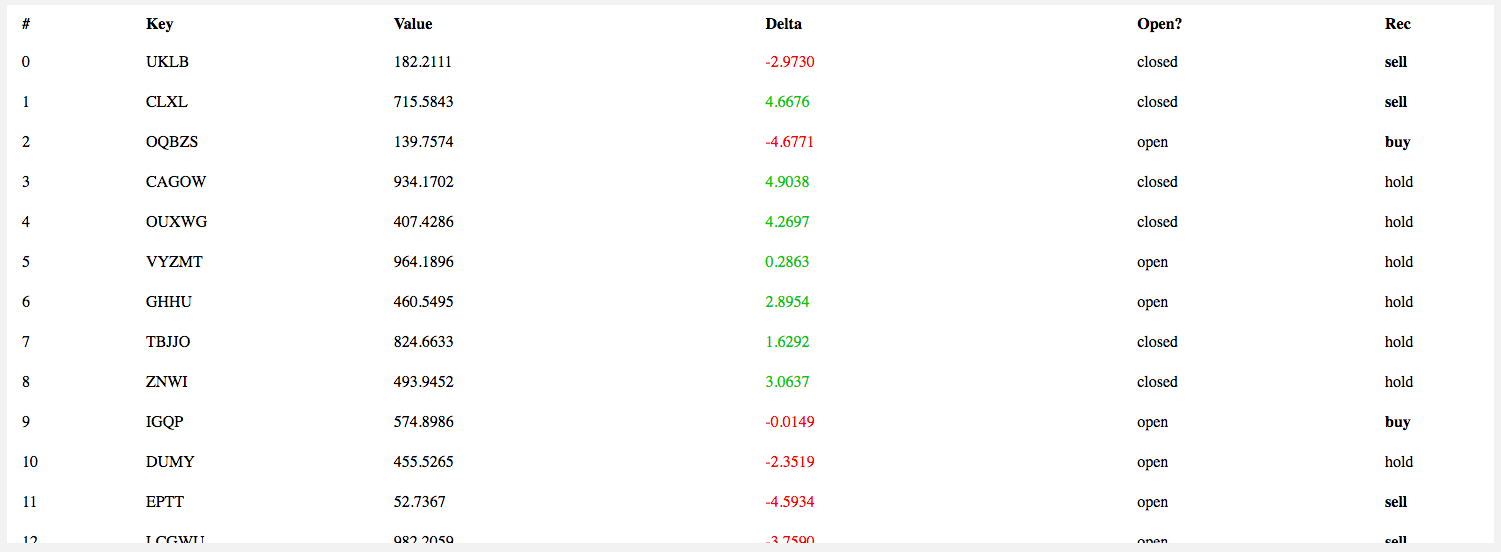 # Key Value Delta Open? Rec
0 UKLB 182.2111 -2.9730 closed sell
1 CLXL 715.5843 4.6676 closed sell
2 OQBZS 139.7574 -4.6771 open buy
3 CAGOW 934.1702 4.9038 closed hold
4 OUXWG 407.4286 4.2697 closed hold
5 VYZMT 964.1896 0.2863 open hold
6 GHHU 460.5495 2.8954 open hold
7 TBJJO 824.6633 1.6292 closed hold
8 ZNWI 493.9452 3.0637 closed hold
9 IGQP 574.8986 -0.0149 open buy
10 DUMY 455.5265 -2.3519 open hold
11 EPTT 52.7367 -4.5934 open sell
12 LCGWU 982.2059 -3.7590 open sell